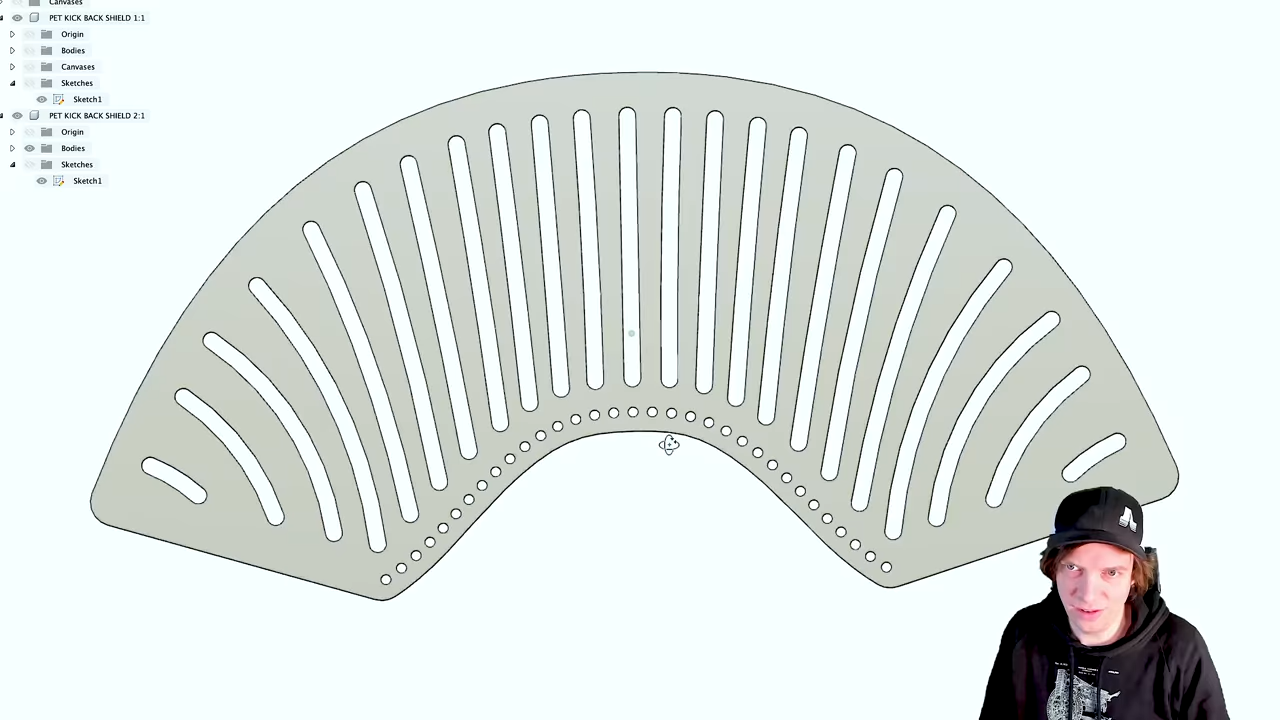 Canvases
PET KICK BACK SHIELD 1:1
Origin
Bodies
Canvases
Sketches
Sketch1
PET KICK BACK SHIELD 2:1
Origin
Bodies
Sketches
Sketch1